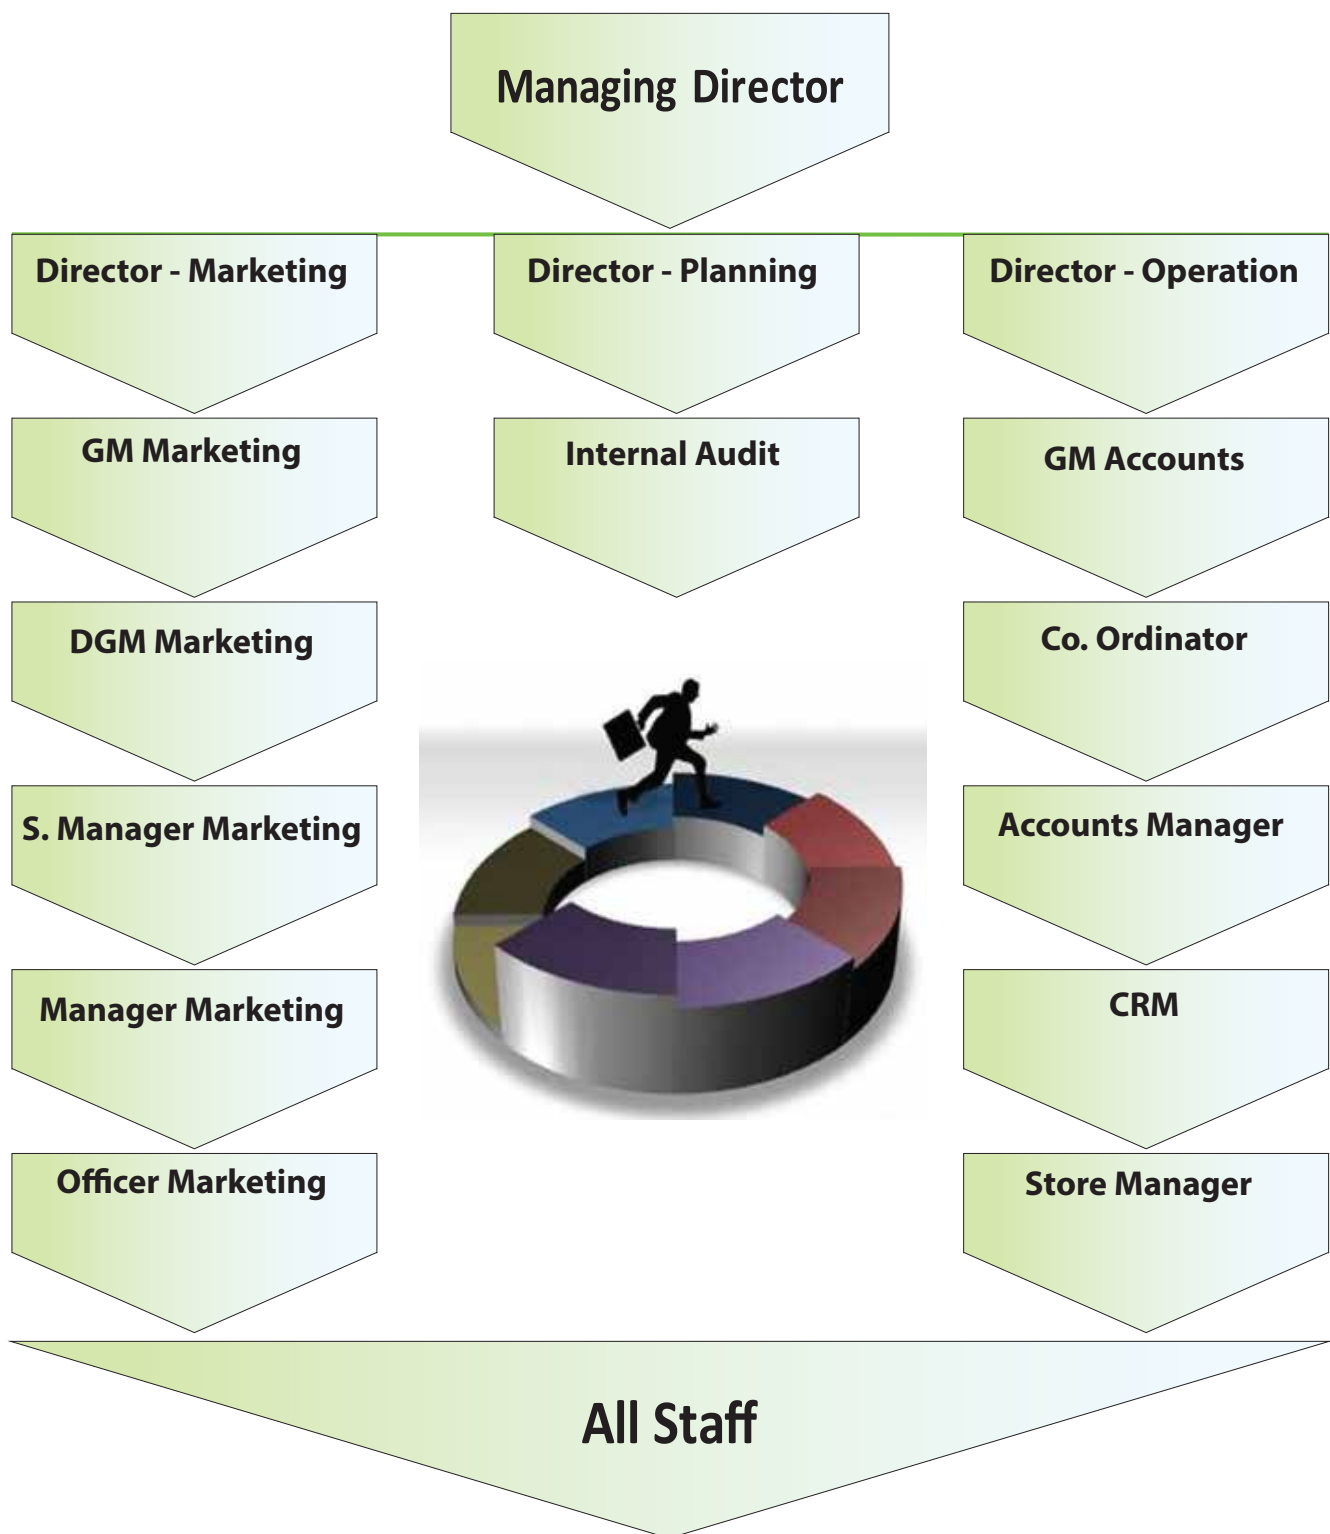 Managing Director
Director - Marketing
Director - Planning
Director - Operation
GM Marketing
Internal Audit
GM Accounts
DGM Marketing
Co. Ordinator
S. Manager Marketing
Accounts Manager
Manager Marketing
CRM
Officer Marketing
Store Manager
All Staff